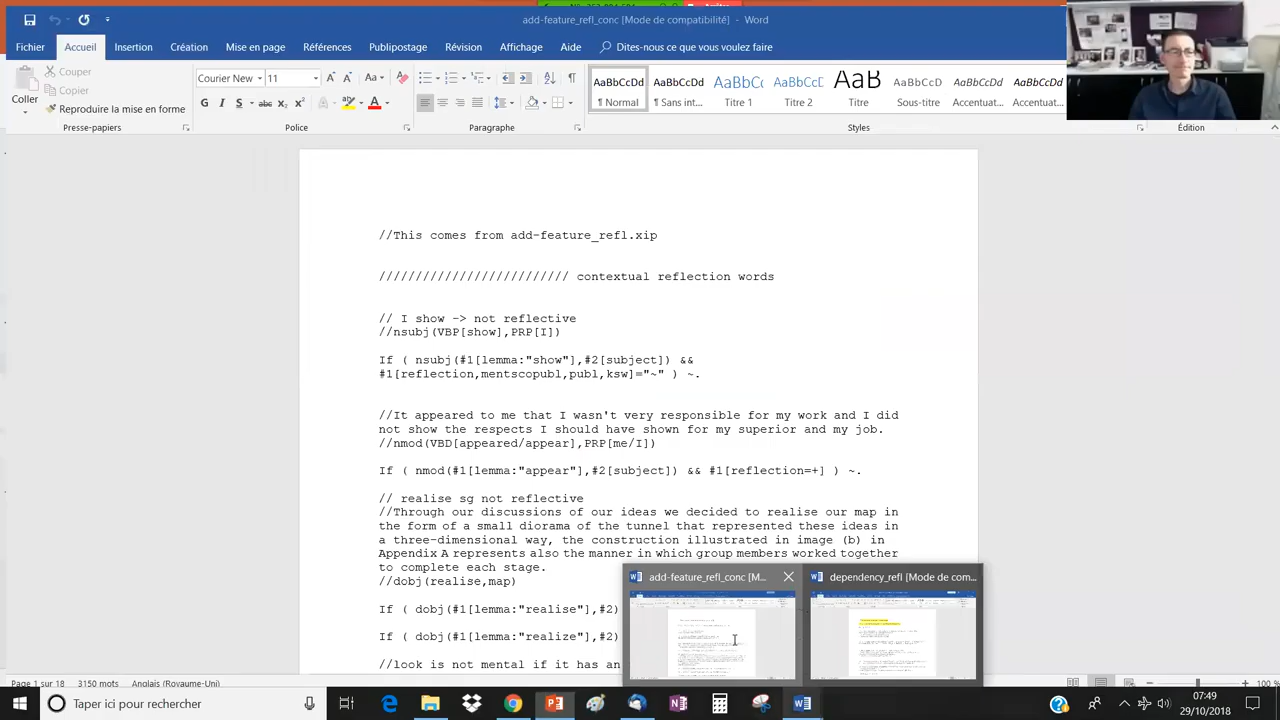 add-feature_refl_conc [Mode de compatibilité] - Word
Fichier Accueil Insertion Création Mise en page Références Publipostage Révision Affichage Aide Dites-nous ce que vous voulez faire
Couper
Copier
Reproduire la mise en forme
Coller
Courier New 11
G I S abc x₂ x²
AaBbCcDd AaBbCcDd AaBbC( AaBbCcC AaB AaBbCcD AaBbCcDd AaBbCcDd
¶ Normal ¶ Sans int... Titre 1 Titre 2 Titre Sous-titre Accentuat... Accentuat...
Presse-papiers Police Paragraphe Styles Édition
//This comes from add-feature_refl.xip
////////////////////////// contextual reflection words
// I show -> not reflective
//nsubj(VBP[show],PRP[I])
If ( nsubj(#1[lemma:"show"],#2[subject]) &&
#1[reflection,mentscopubl,publ,ksw]="~" ) ~.
//It appeared to me that I wasn't very responsible for my work and I did
not show the respects I should have shown for my superior and my job.
//nmod(VBD[appeared/appear],PRP[me/I])
If ( nmod(#1[lemma:"appear"],#2[subject]) && #1[reflection=+] ) ~.
// realise sg not reflective
//Through our discussions of our ideas we decided to realise our map in
the form of a small diorama of the tunnel that represented these ideas in
a three-dimensional way, the construction illustrated in image (b) in
Appendix A represents also the manner in which group members worked together
to complete each stage.
//dobj(realise,map)
If ( dobj(#1[lemma:"realise"],#2)
If ( dobj(#1[lemma:"realize"],#2)
is not mental if it has an
add-feature_refl_conc [M...
dependency_refl [Mode de com...
1 sur 18 3150 mots
100 %
Taper ici pour rechercher
07:49
29/10/2018